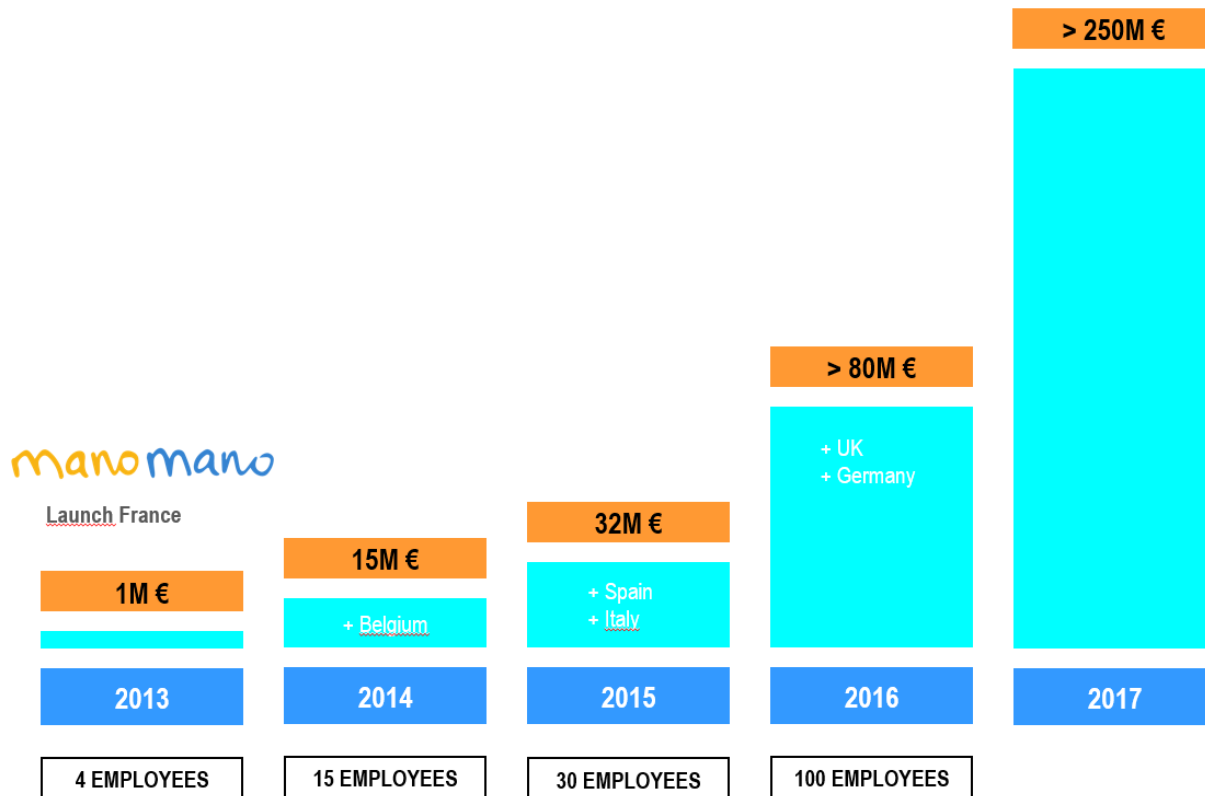 > 250M €
> 80M €
+ UK
+ Germany
manomano
Launch France
32M €
15M €
1M €
+ Spain
+ Italy
+ Belgium
2013
2014
2015
2016
2017
4 EMPLOYEES
15 EMPLOYEES
30 EMPLOYEES
100 EMPLOYEES